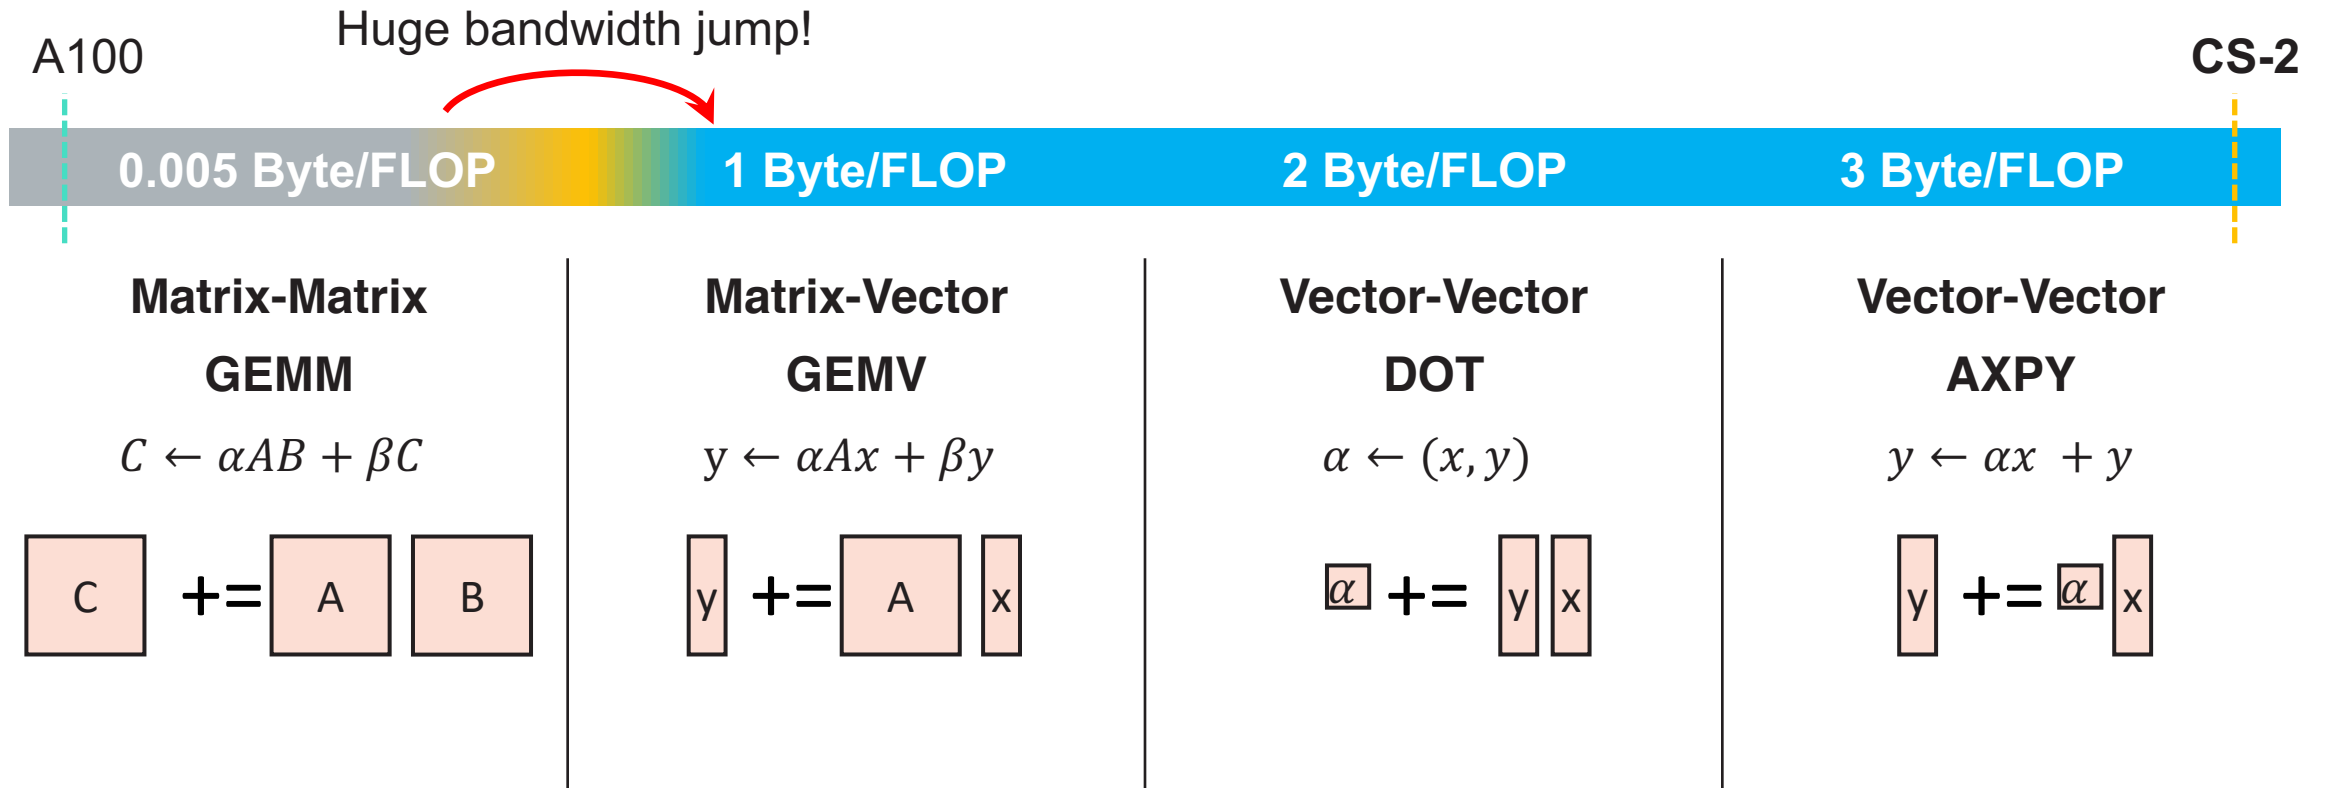 Huge bandwidth jump!
A100
CS-2
0.005 Byte/FLOP
1 Byte/FLOP
2 Byte/FLOP
3 Byte/FLOP
Matrix-Matrix
GEMM
C ← αAB + βC
C += A B
Matrix-Vector
GEMV
y ← αAx + βy
y += A x
Vector-Vector
DOT
α ← (x, y)
α += y x
Vector-Vector
AXPY
y ← αx + y
y += α x